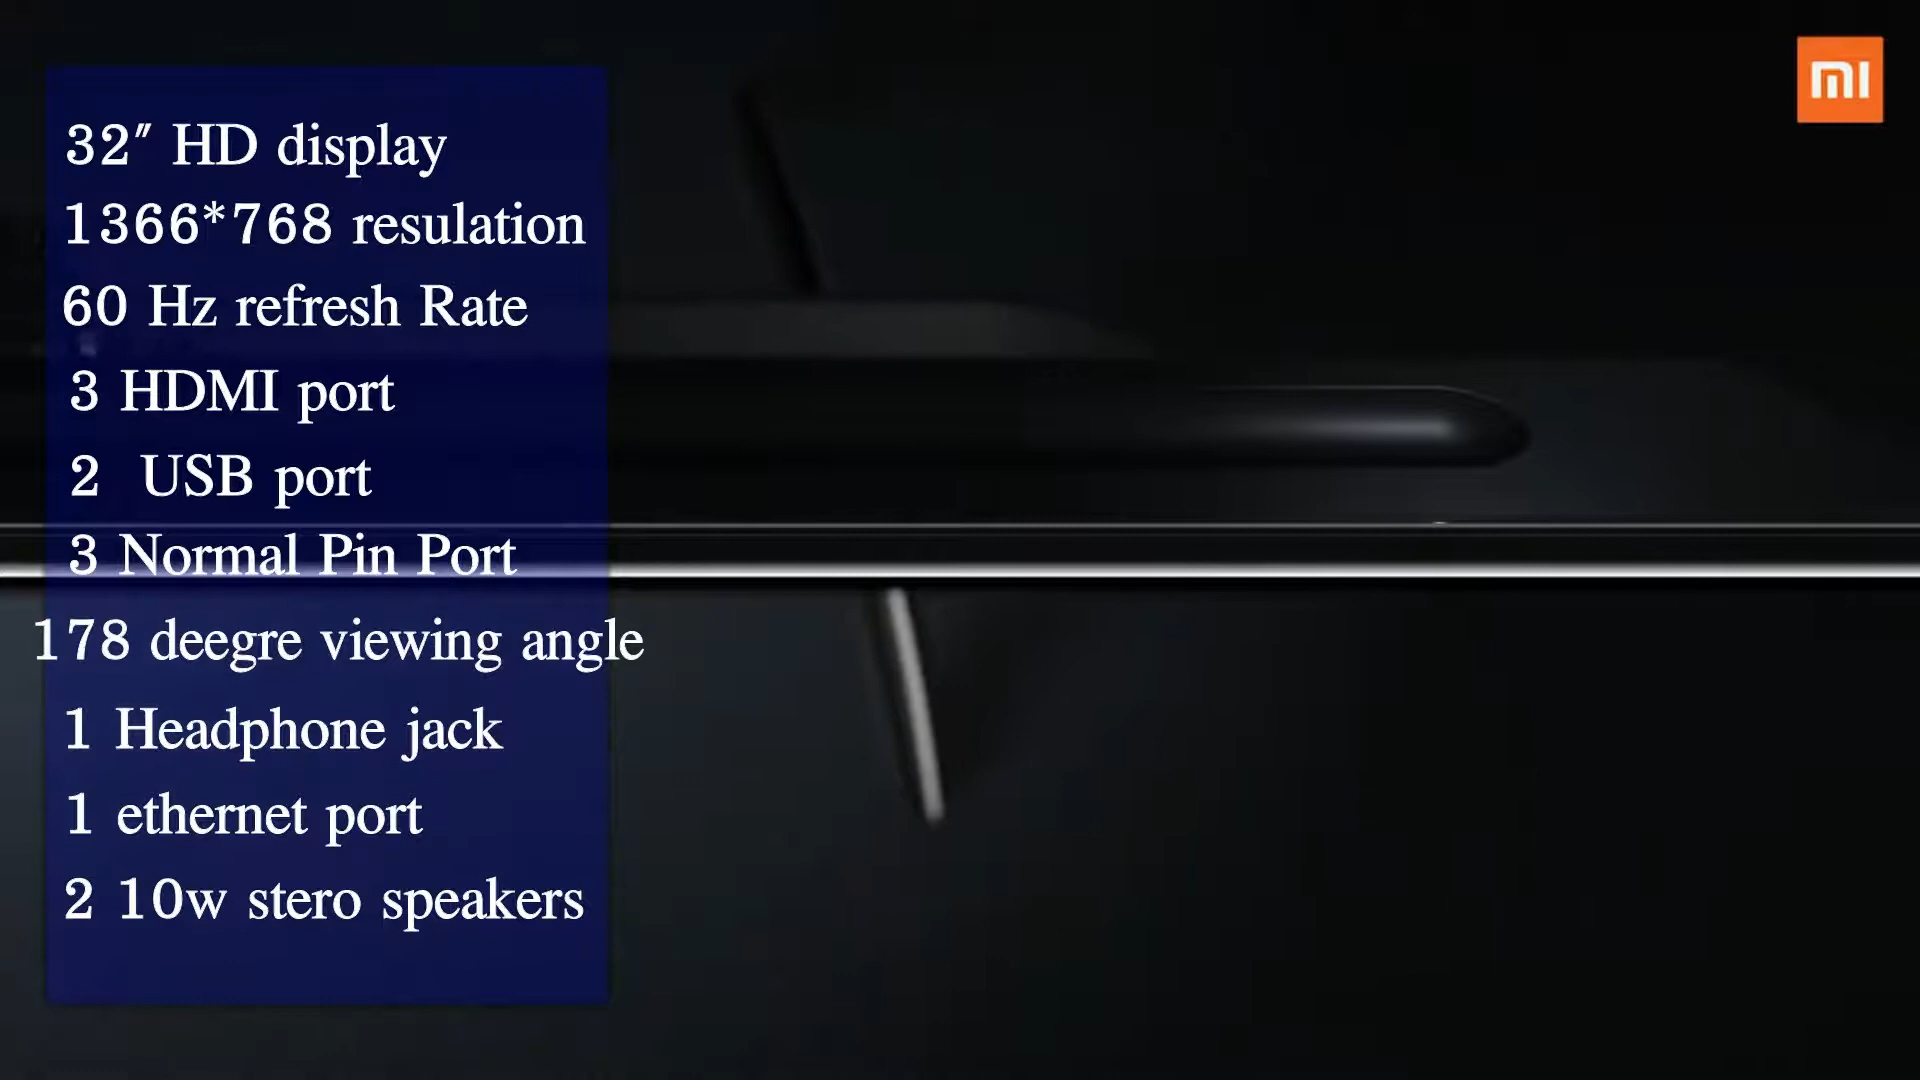 mi
32" HD display
1366*768 resulation
60 Hz refresh Rate
3 HDMI port
2 USB port
3 Normal Pin Port
178 deegre viewing angle
1 Headphone jack
1 ethernet port
2 10w stero speakers